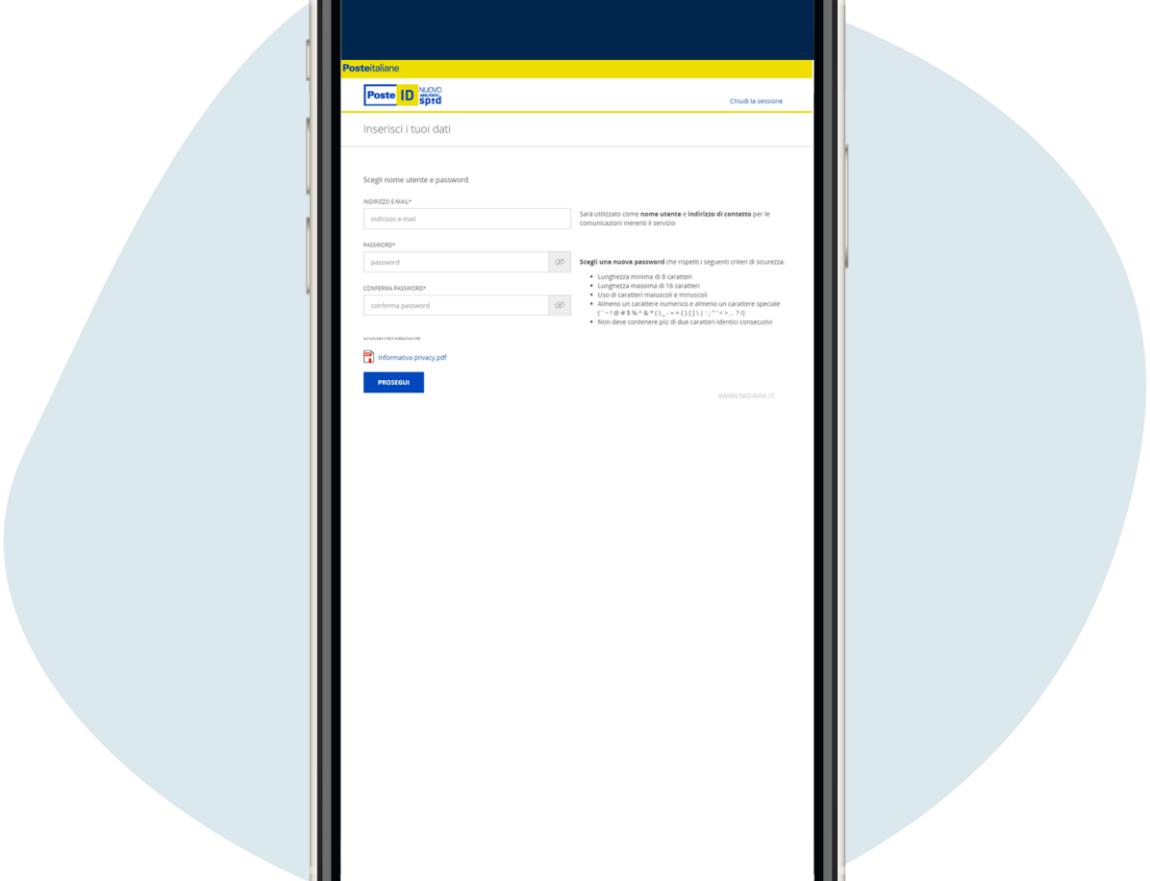 Posteitaliane
Poste ID NUOVO
ABILITATO
spid
Chiudi la sessione
Inserisci i tuoi dati
Scegli nome utente e password
INDIRIZZO E-MAIL*
indirizzo e-mail
Sarà utilizzato come nome utente e indirizzo di contatto per le
comunicazioni inerenti il servizio
PASSWORD*
password
Scegli una nuova password che rispetti i seguenti criteri di sicurezza:
Lunghezza minima di 8 caratteri
Lunghezza massima di 16 caratteri
Uso di caratteri maiuscoli e minuscoli
Almeno un carattere numerico e almeno un carattere speciale
Non deve contenere più di due caratteri identici consecutivi
CONFERMA PASSWORD*
conferma password
Informativa privacy.pdf
PROSEGUI
WWW.NIGIARA.IT